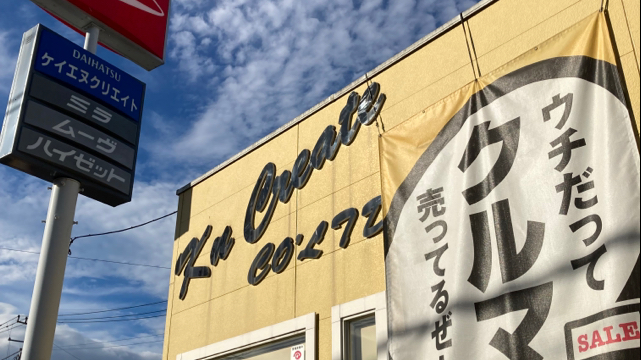 DAIHATSU
ケイエヌクリエイト
ミラ
ムーヴ
ハイゼット
Kn Create
CO'LTD
ウチだって
クルマ
売ってるぜ
SALE